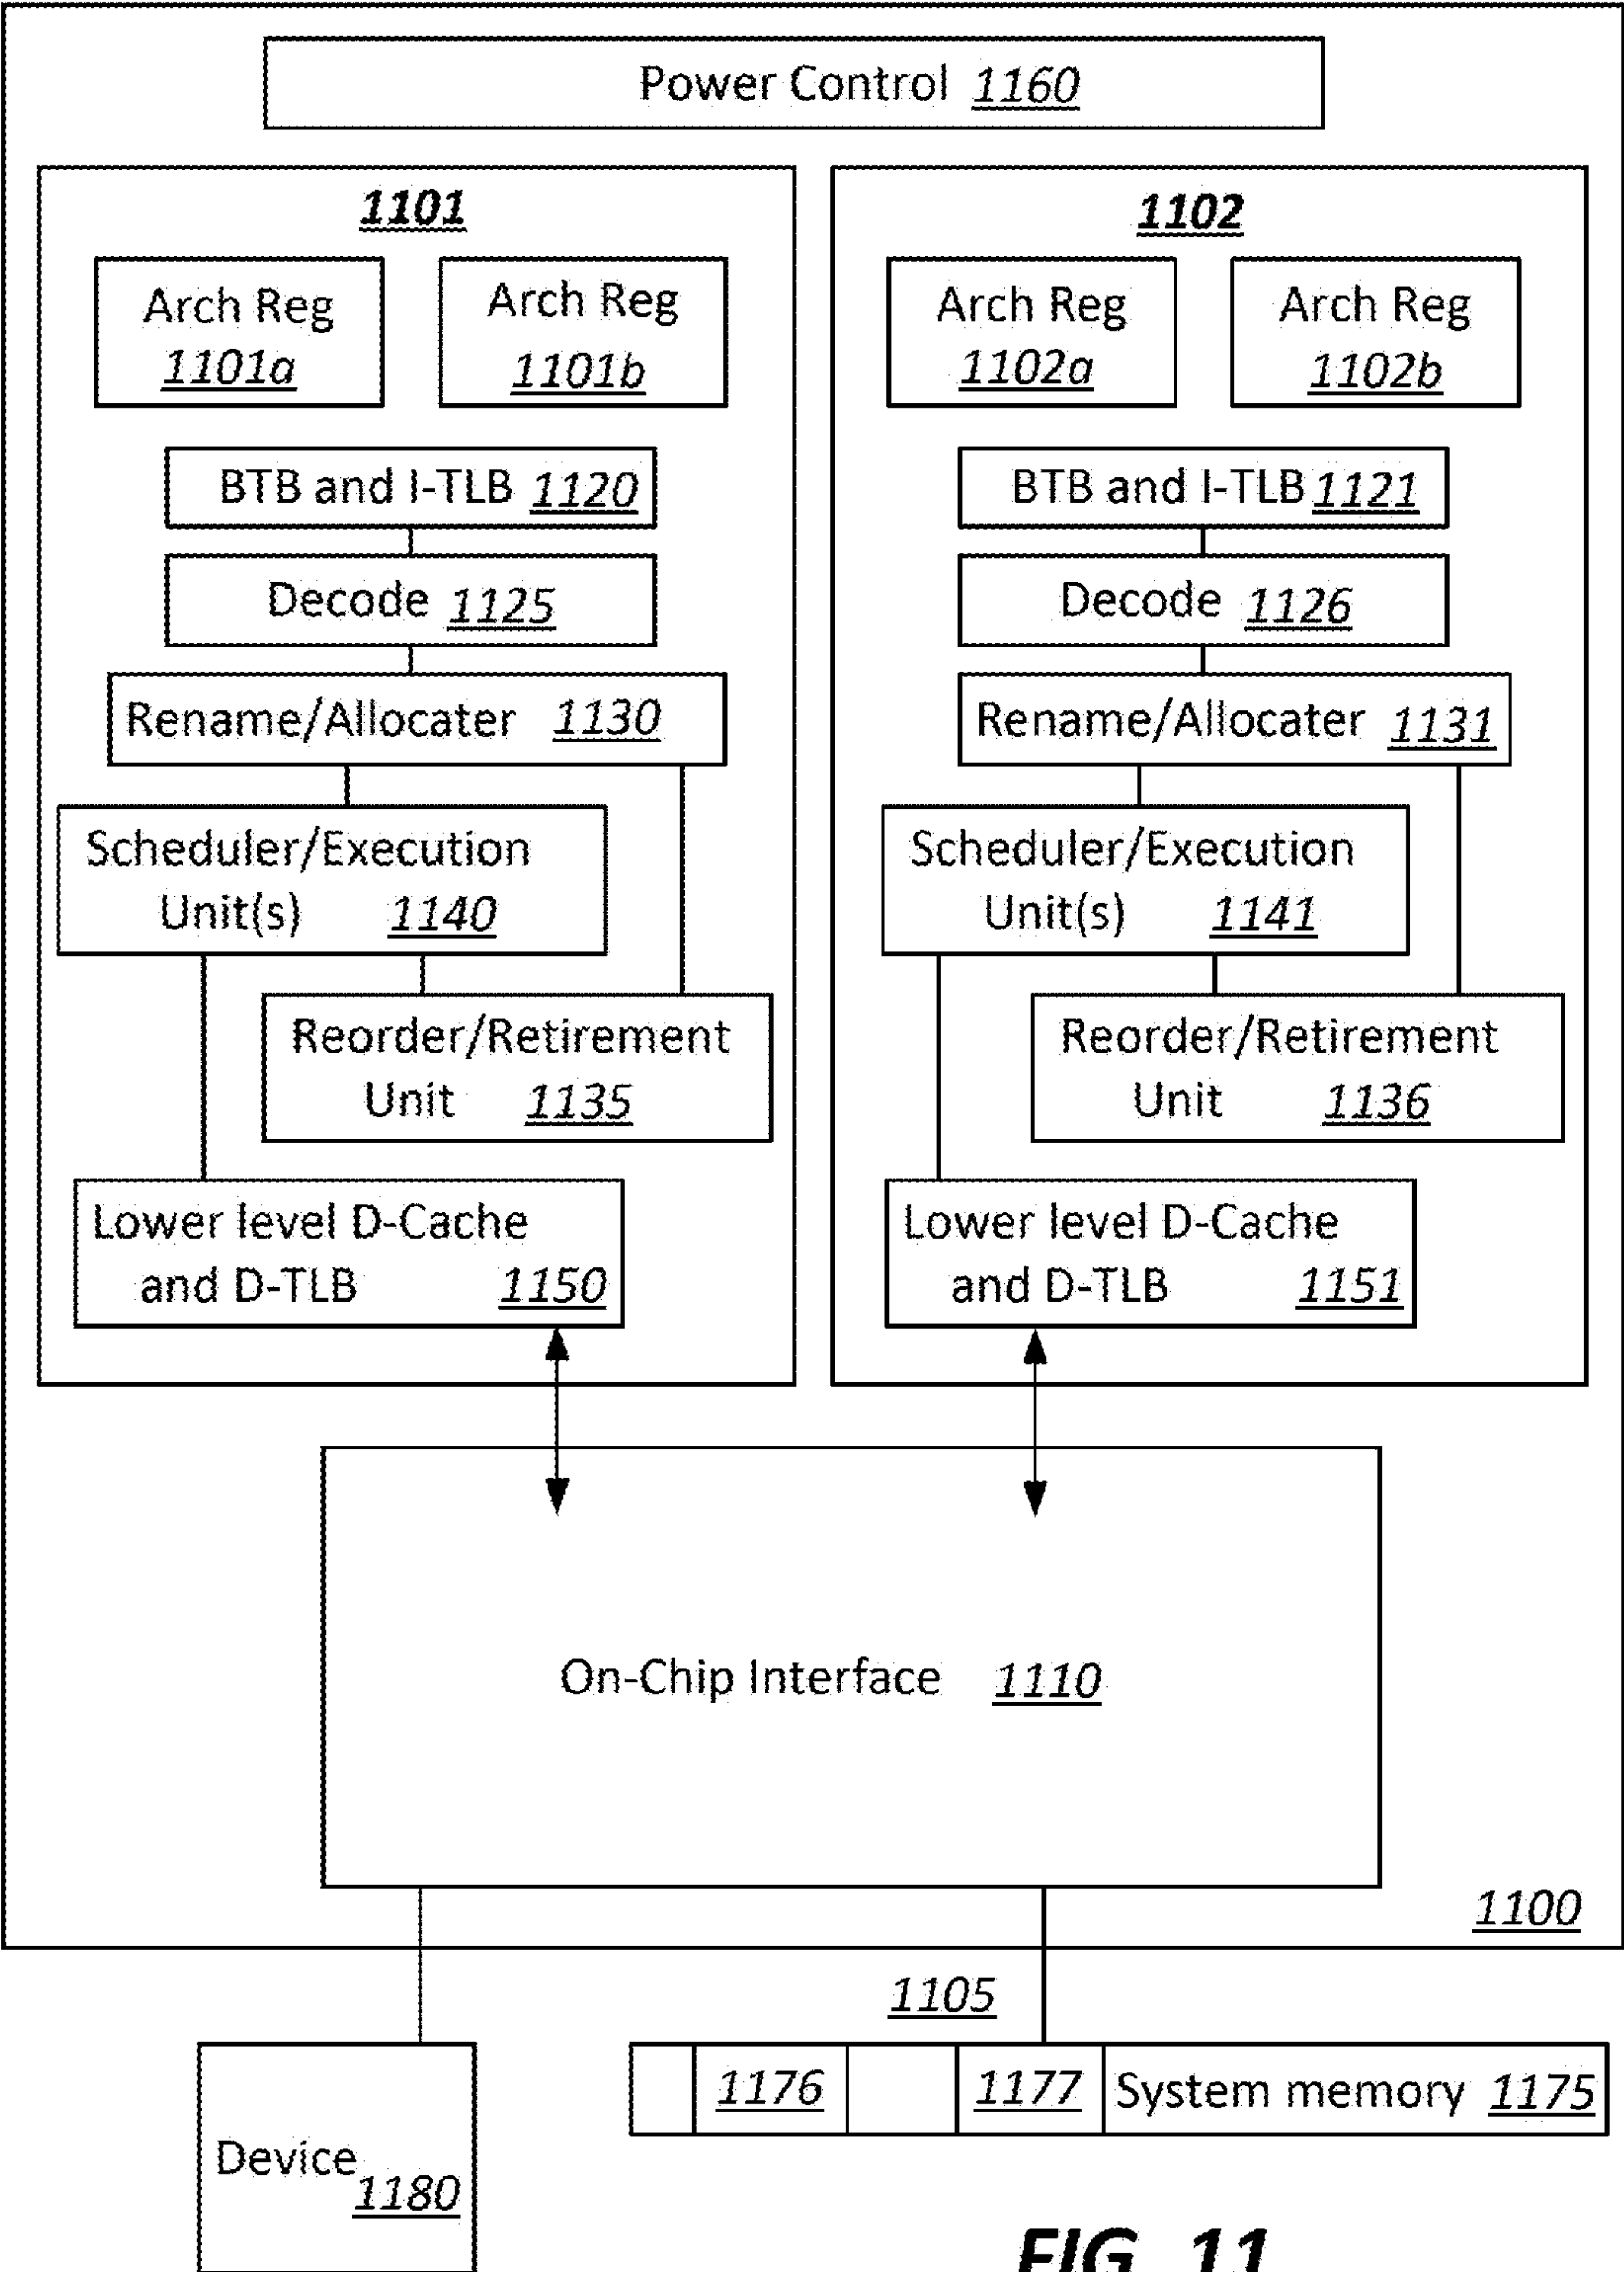 Power Control 1160
1101
Arch Reg
1101a
Arch Reg
1101b
BTB and I-TLB 1120
Decode 1125
Rename/Allocater 1130
Scheduler/Execution
Unit(s) 1140
Reorder/Retirement
Unit 1135
Lower level D-Cache
and D-TLB 1150
1102
Arch Reg
1102a
Arch Reg
1102b
BTB and I-TLB 1121
Decode 1126
Rename/Allocater 1131
Scheduler/Execution
Unit(s) 1141
Reorder/Retirement
Unit 1136
Lower level D-Cache
and D-TLB 1151
On-Chip Interface 1110
1100
1105
1176 1177 System memory 1175
Device 1180
FIG. 11